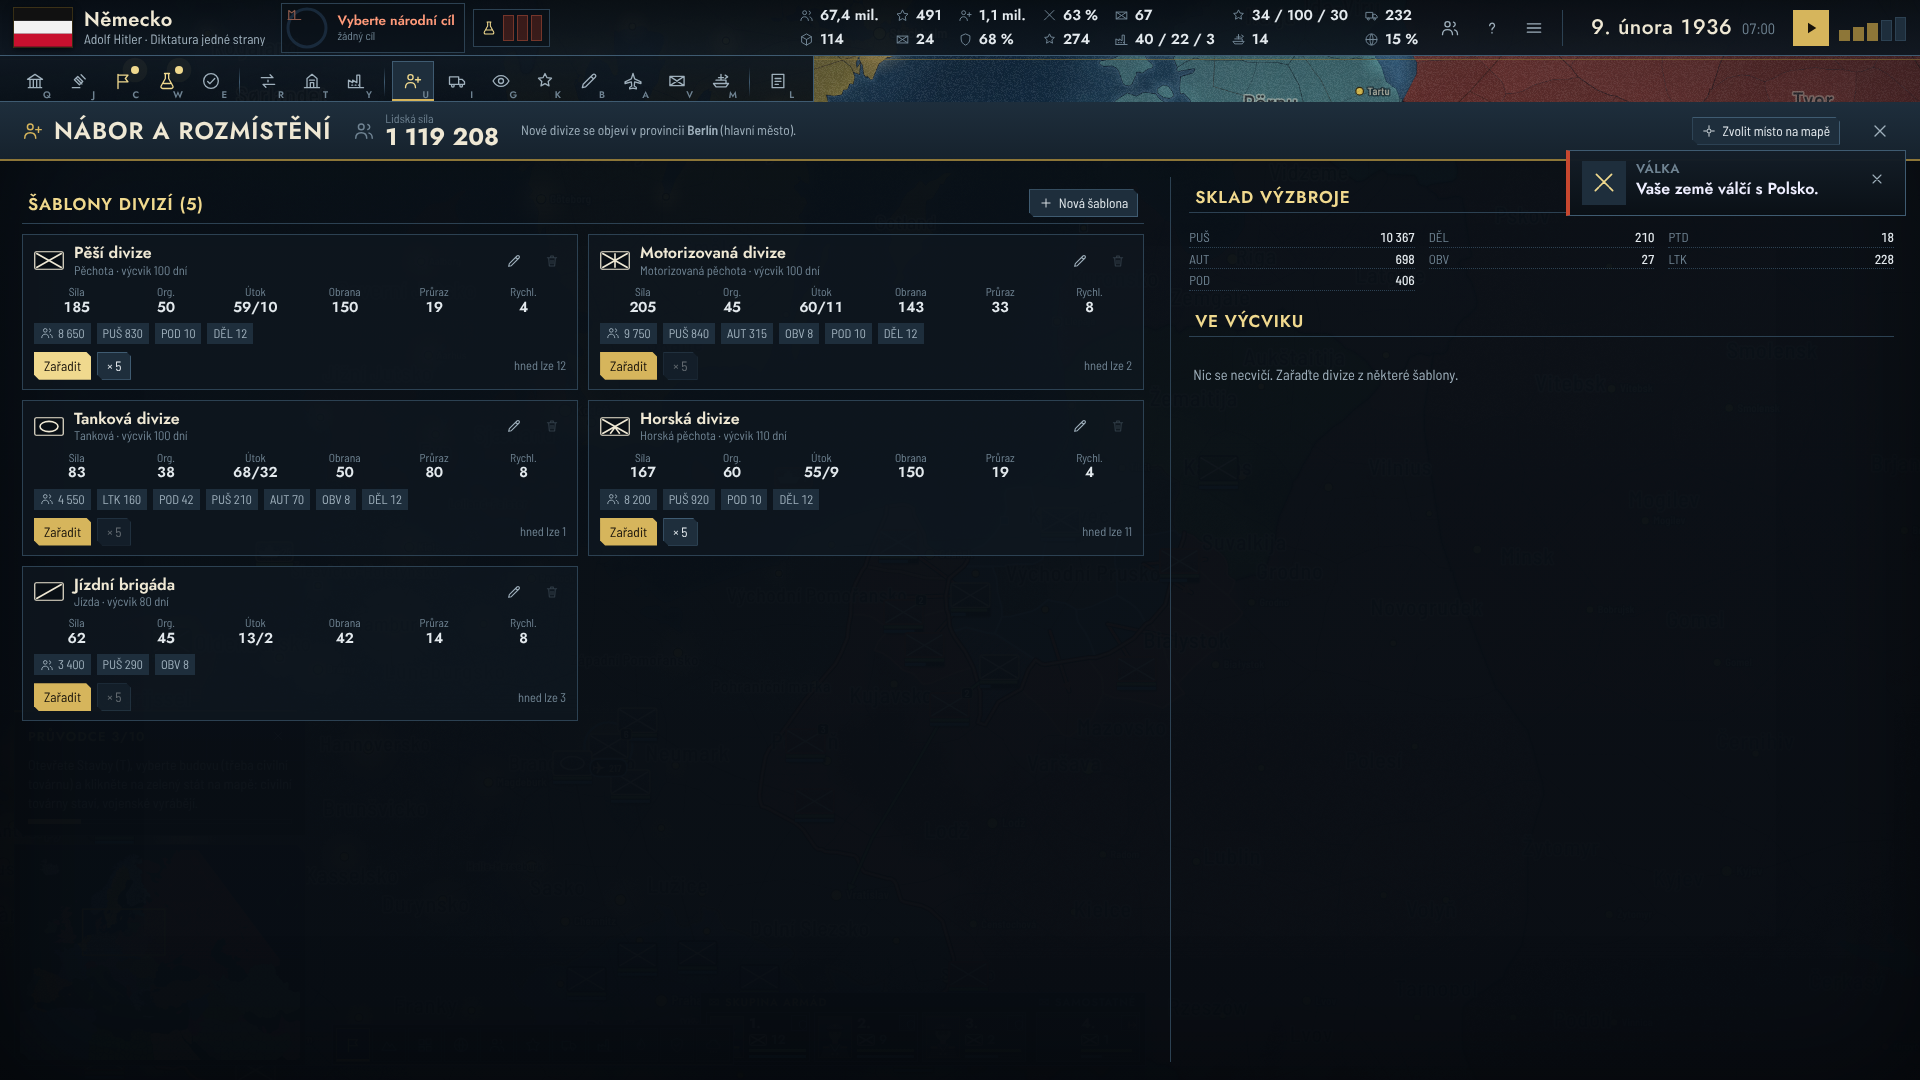 Německo
Adolf Hitler · Diktatura jedné strany
Vyberte národní cíl
žádný cíl
67,4 mil. 491 1,1 mil. 63 % 67 34 / 100 / 30 232
114 24 68 % 274 40 / 22 / 3 14 15 %
?
9. února 1936 07:00
Q J C W E R T Y U I G K B A V M L
Tartu
NÁBOR A ROZMÍSTĚNÍ
Lidská síla
1 119 208
Nové divize se objeví v provincii Berlín (hlavní město).
Zvolit místo na mapě
VÁLKA
Vaše země válčí s Polsko.
ŠABLONY DIVIZÍ (5)
Nová šablona
Pěší divize
Pěchota · výcvik 100 dní
Síla Org. Útok Obrana Průraz Rychl.
185 50 59/10 150 19 4
8 650 PUŠ 830 POD 10 DĚL 12
Zařadit × 5 hned lze 12
Motorizovaná divize
Motorizovaná pěchota · výcvik 100 dní
Síla Org. Útok Obrana Průraz Rychl.
205 45 60/11 143 33 8
9 750 PUŠ 840 AUT 315 OBV 8 POD 10 DĚL 12
Zařadit × 5 hned lze 2
Tanková divize
Tanková · výcvik 100 dní
Síla Org. Útok Obrana Průraz Rychl.
83 38 68/32 50 80 8
4 550 LTK 160 POD 42 PUŠ 210 AUT 70 OBV 8 DĚL 12
Zařadit × 5 hned lze 1
Horská divize
Horská pěchota · výcvik 110 dní
Síla Org. Útok Obrana Průraz Rychl.
167 60 55/9 150 19 4
8 200 PUŠ 920 POD 10 DĚL 12
Zařadit × 5 hned lze 11
Jízdní brigáda
Jízda · výcvik 80 dní
Síla Org. Útok Obrana Průraz Rychl.
62 45 13/2 42 14 8
3 400 PUŠ 290 OBV 8
Zařadit × 5 hned lze 3
SKLAD VÝZBROJE
PUŠ 10 367 DĚL 210 PTD 18
AUT 698 OBV 27 LTK 228
POD 406
VE VÝCVIKU
Nic se necvičí. Zařaďte divize z některé šablony.